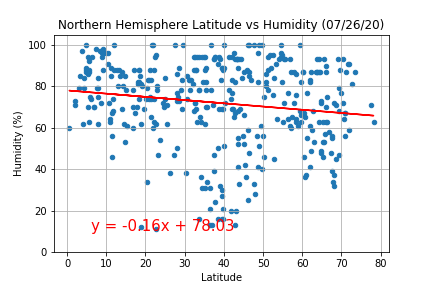 Northern Hemisphere Latitude vs Humidity (07/26/20)
100
80
60
40
20
0
Humidity (%)
y = -0.16x + 78.03
0 10 20 30 40 50 60 70 80
Latitude